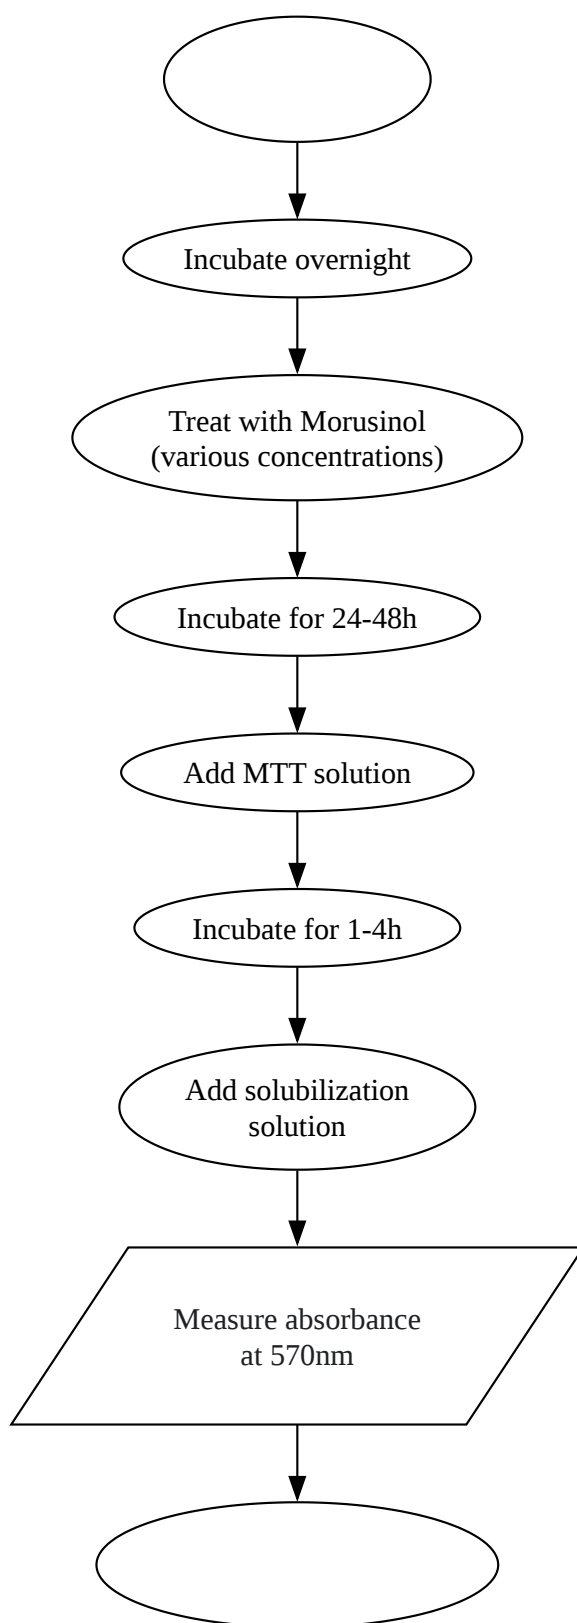 Incubate overnight
Treat with Morusinol
(various concentrations)
Incubate for 24-48h
Add MTT solution
Incubate for 1-4h
Add solubilization
solution
Measure absorbance
at 570nm